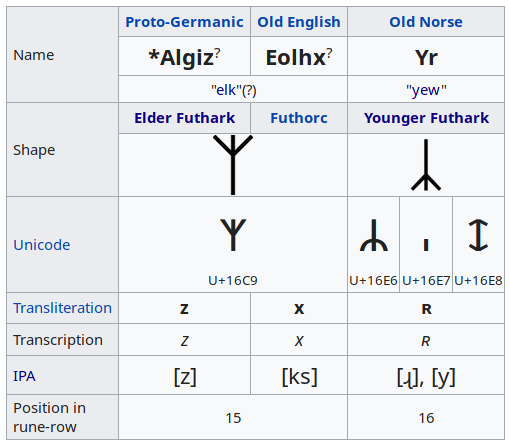 Proto-Germanic Old English Old Norse
Name *Algiz? Eolhx? Yr
"elk"(?) "yew"
Elder Futhark Futhorc Younger Futhark
Shape ᛉ ᛦ
Unicode ᛉ ᛦ ᛧ ᛨ
U+16C9 U+16E6 U+16E7 U+16E8
Transliteration z x ʀ
Transcription z x R
IPA [z] [ks] [ɻ], [y]
Position in
rune-row 15 16